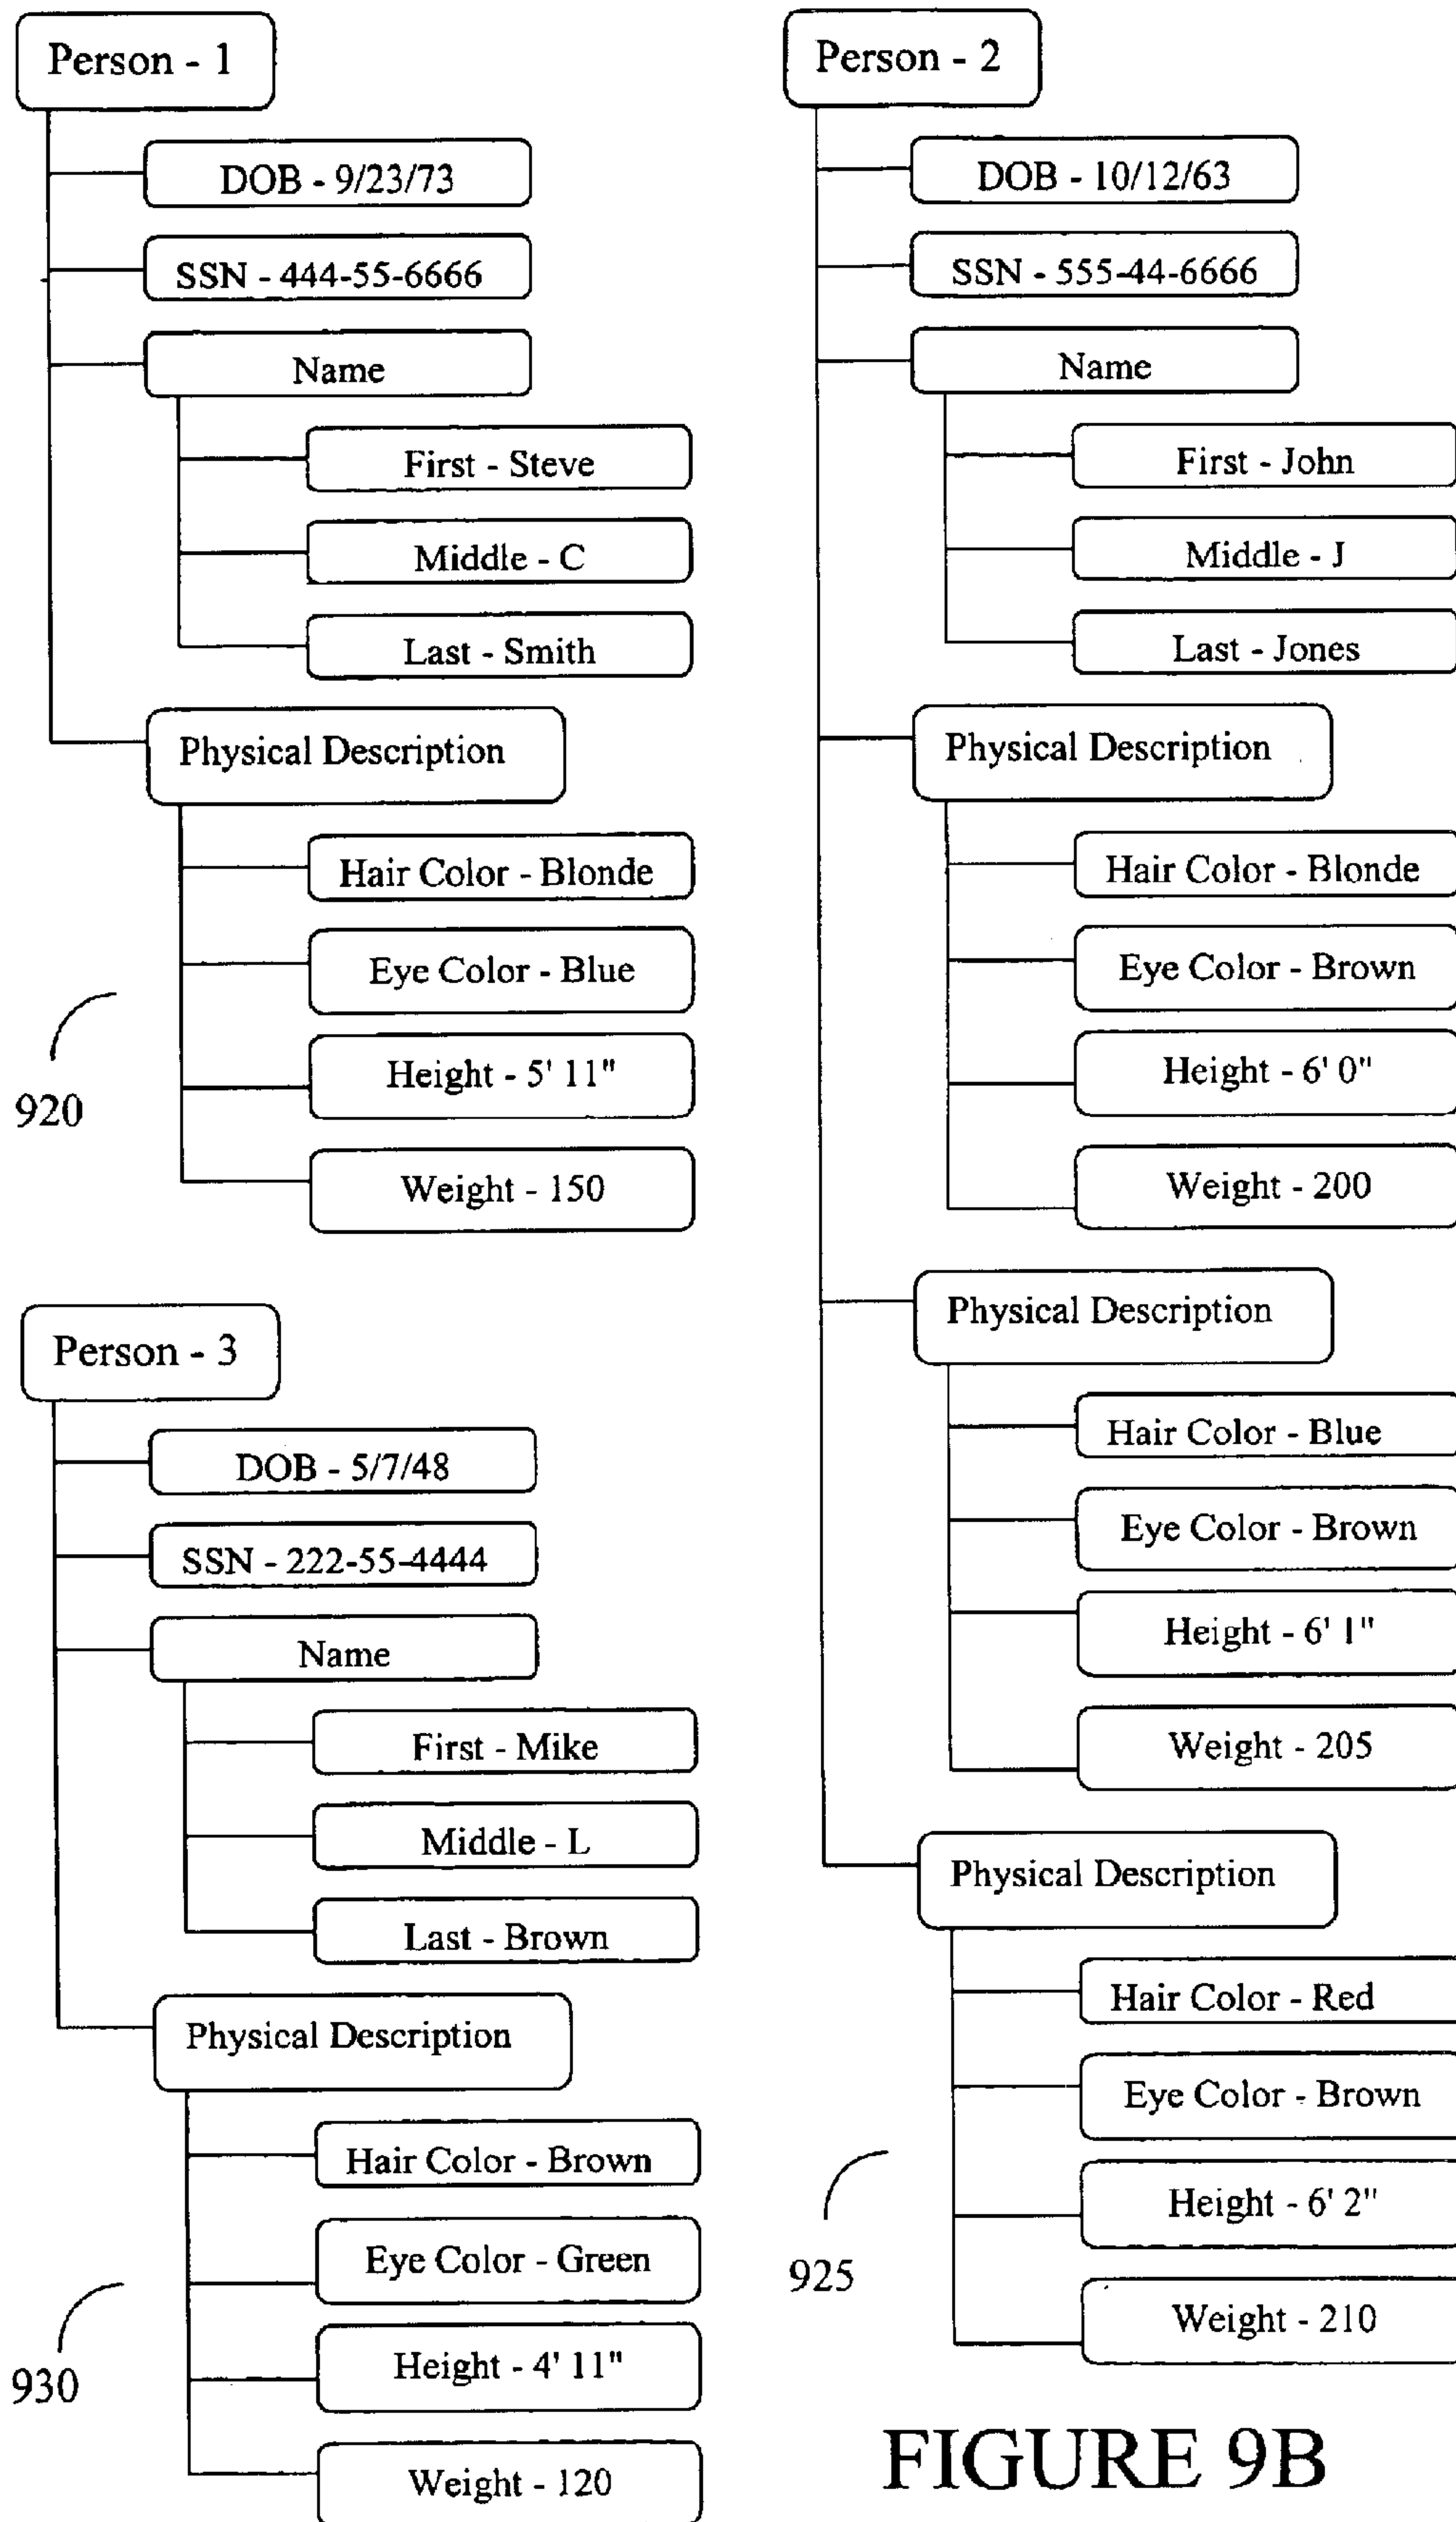 Person - 1
DOB - 9/23/73
SSN - 444-55-6666
Name
First - Steve
Middle - C
Last - Smith
Physical Description
Hair Color - Blonde
Eye Color - Blue
Height - 5' 11"
Weight - 150
920
Person - 3
DOB - 5/7/48
SSN - 222-55-4444
Name
First - Mike
Middle - L
Last - Brown
Physical Description
Hair Color - Brown
Eye Color - Green
Height - 4' 11"
Weight - 120
930
Person - 2
DOB - 10/12/63
SSN - 555-44-6666
Name
First - John
Middle - J
Last - Jones
Physical Description
Hair Color - Blonde
Eye Color - Brown
Height - 6' 0"
Weight - 200
Physical Description
Hair Color - Blue
Eye Color - Brown
Height - 6' 1"
Weight - 205
Physical Description
Hair Color - Red
Eye Color - Brown
Height - 6' 2"
Weight - 210
925
FIGURE 9B